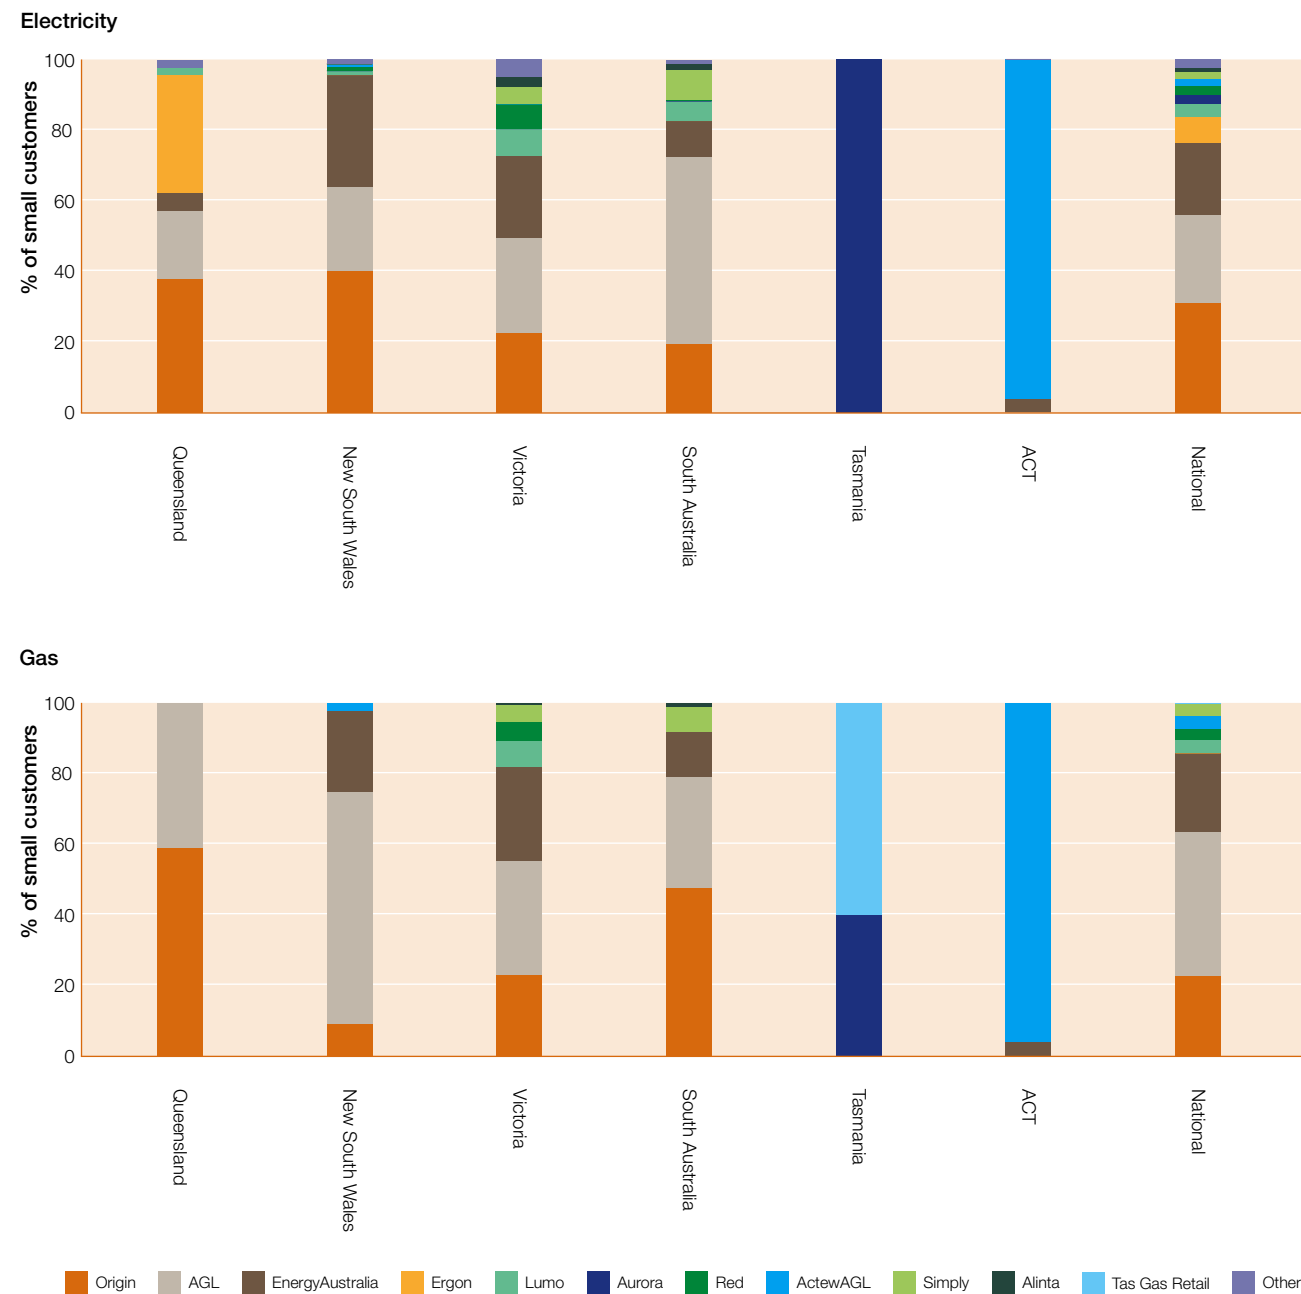 Electricity
% of small customers
100
80
60
40
20
0
Queensland
New South Wales
Victoria
South Australia
Tasmania
ACT
National
Gas
% of small customers
100
80
60
40
20
0
Queensland
New South Wales
Victoria
South Australia
Tasmania
ACT
National
Origin AGL EnergyAustralia Ergon Lumo Aurora Red ActewAGL Simply Alinta Tas Gas Retail Other